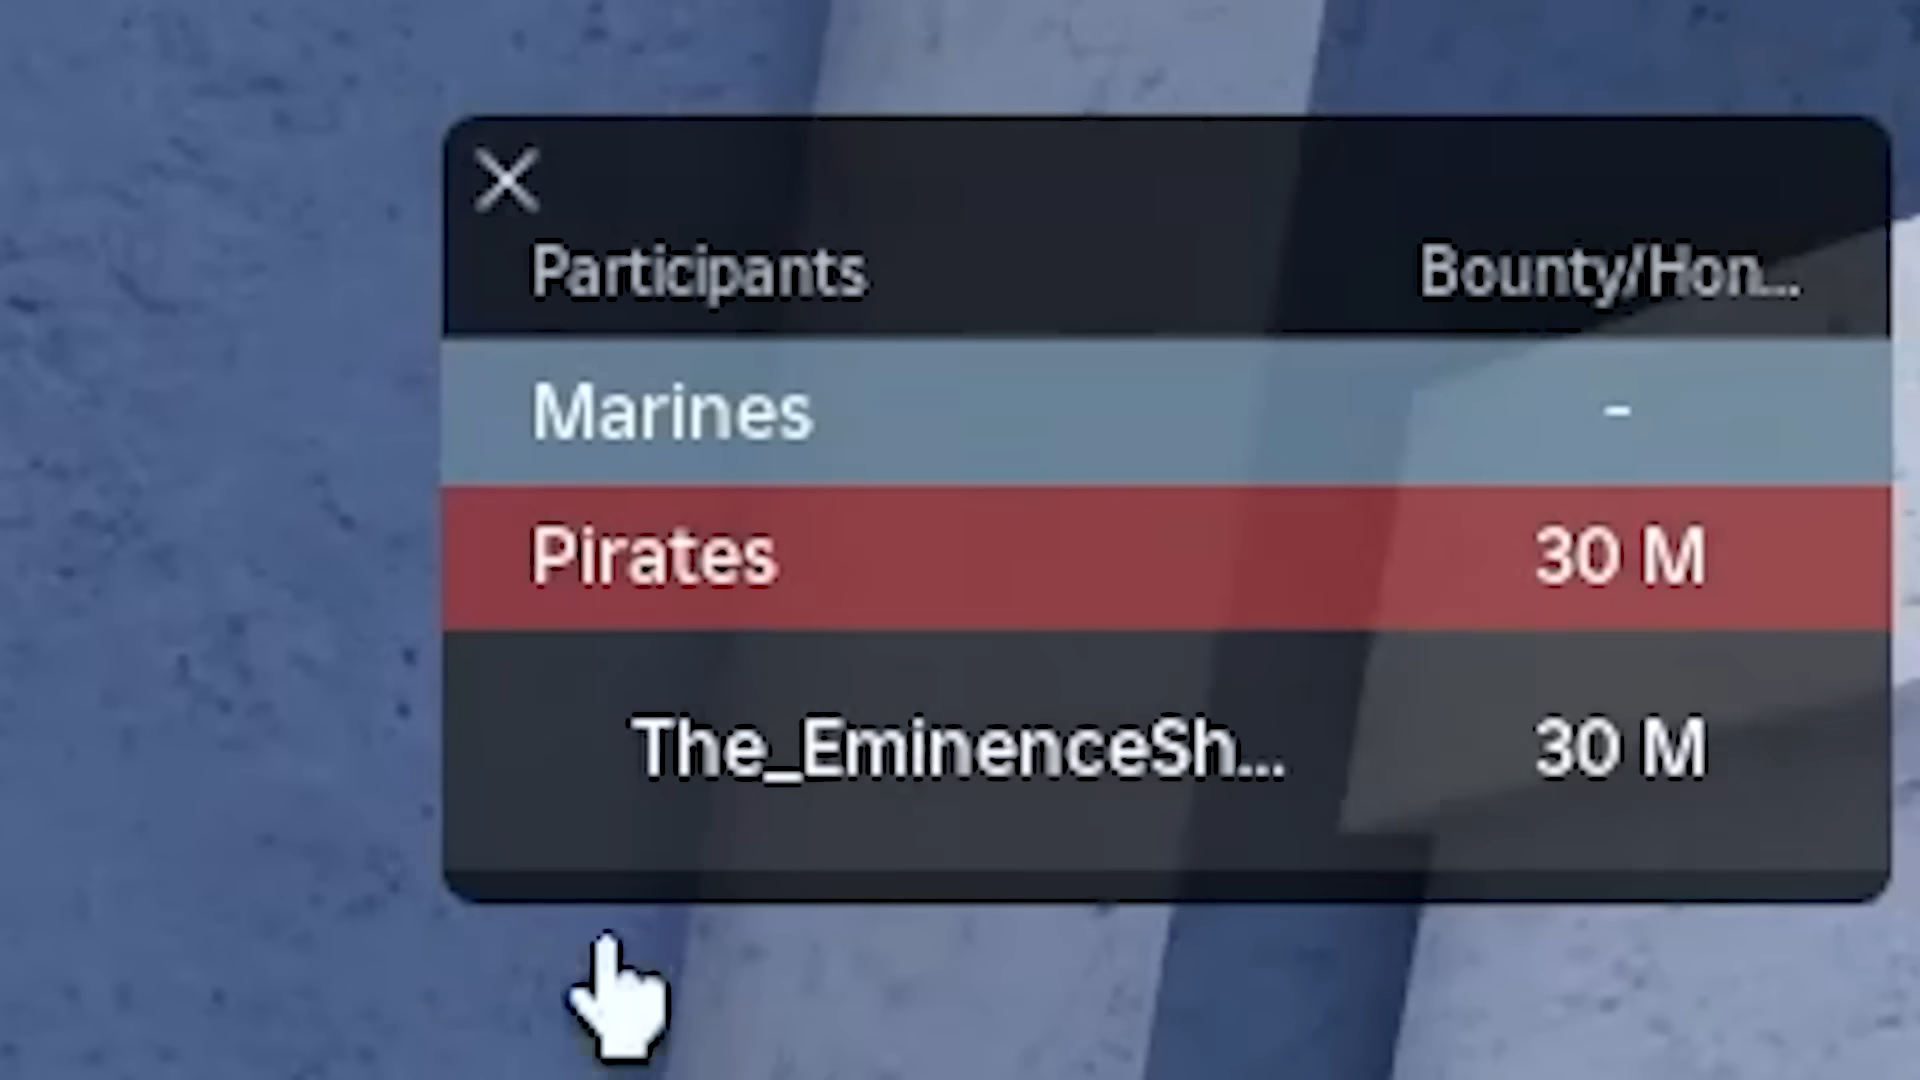 Participants Bounty/Hon...
Marines -
Pirates 30 M
The_EminenceSh... 30 M